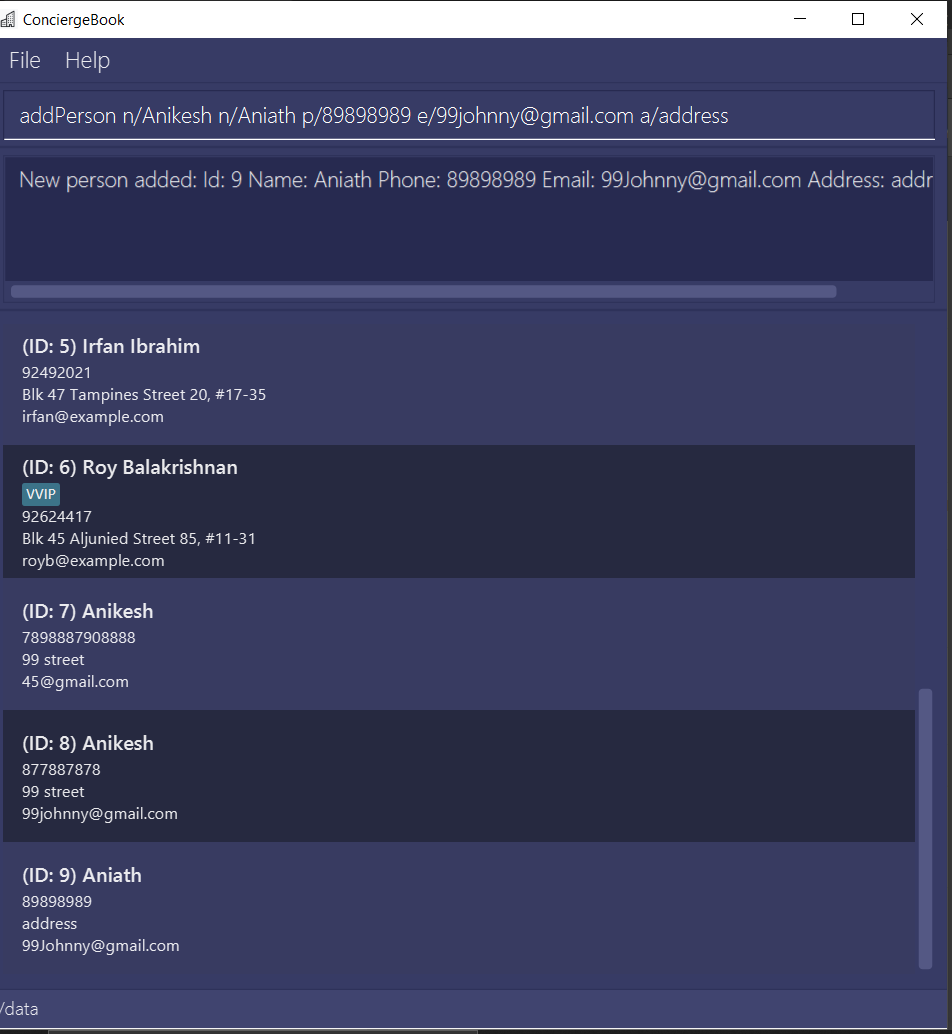 ConciergeBook
File Help
addPerson n/Anikesh n/Aniath p/89898989 e/99johnny@gmail.com a/address
New person added: Id: 9 Name: Aniath Phone: 89898989 Email: 99Johnny@gmail.com Address: addr
(ID: 5) Irfan Ibrahim
92492021
Blk 47 Tampines Street 20, #17-35
irfan@example.com
(ID: 6) Roy Balakrishnan
VVIP
92624417
Blk 45 Aljunied Street 85, #11-31
royb@example.com
(ID: 7) Anikesh
7898887908888
99 street
45@gmail.com
(ID: 8) Anikesh
877887878
99 street
99johnny@gmail.com
(ID: 9) Aniath
89898989
address
99Johnny@gmail.com
/data